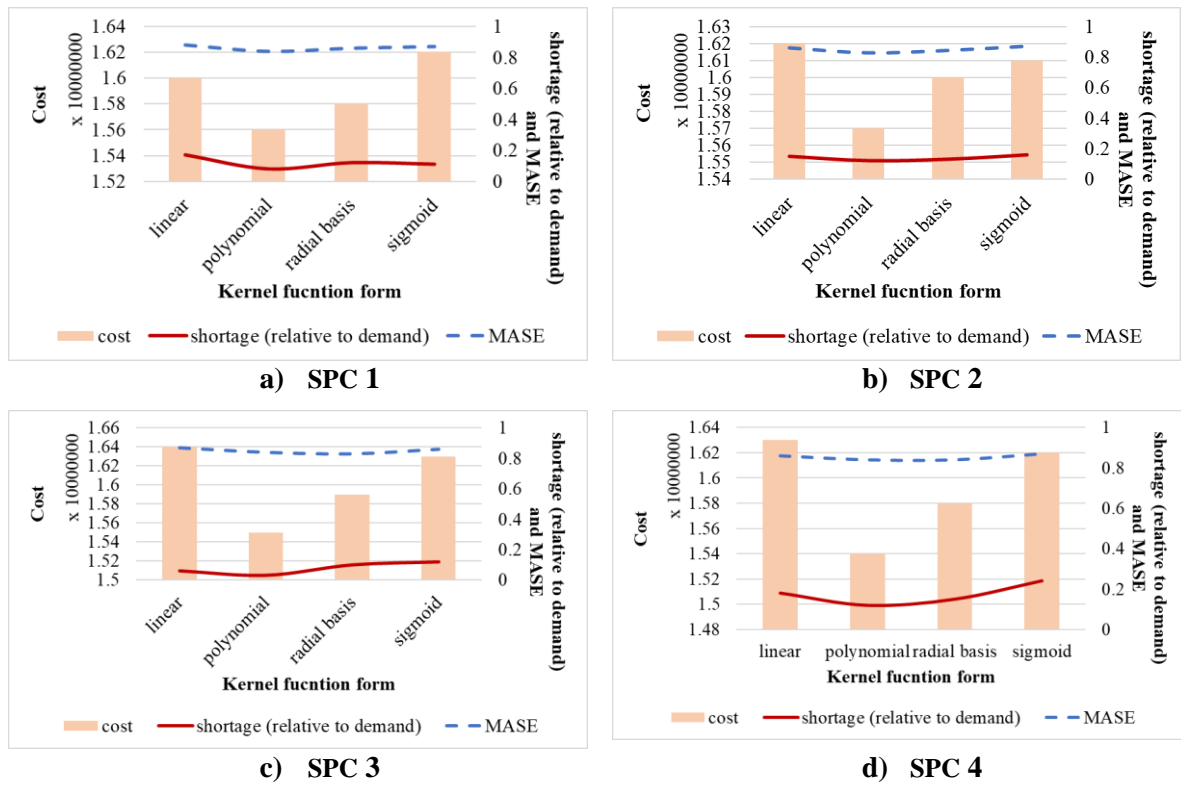 1.64
1.62
1.6
1.58
1.56
1.54
1.52
Cost
x 100000000
1
0.8
0.6
0.4
0.2
0
shortage (relative to demand)
and MASE
linear
polynomial
radial basis
sigmoid
Kernel fucntion form
cost
shortage (relative to demand)
MASE
a) SPC 1
1.63
1.62
1.61
1.6
1.59
1.58
1.57
1.56
1.55
1.54
Cost
x 100000000
1
0.8
0.6
0.4
0.2
0
shortage (relative to demand)
and MASE
linear
polynomial
radial basis
sigmoid
Kernel fucntion form
cost
shortage (relative to demand)
MASE
b) SPC 2
1.66
1.64
1.62
1.6
1.58
1.56
1.54
1.52
1.5
Cost
x 10000000
1
0.8
0.6
0.4
0.2
0
shortage (relative to demand)
and MASE
linear
polynomial
radial basis
sigmoid
Kernel fucntion form
cost
shortage (relative to demand)
MASE
c) SPC 3
1.64
1.62
1.6
1.58
1.56
1.54
1.52
1.5
1.48
Cost
x 10000000
1
0.8
0.6
0.4
0.2
0
shortage (relative to demand)
and MASE
linear
polynomial
radial basis
sigmoid
Kernel fucntion form
cost
shortage (relative to demand)
MASE
d) SPC 4